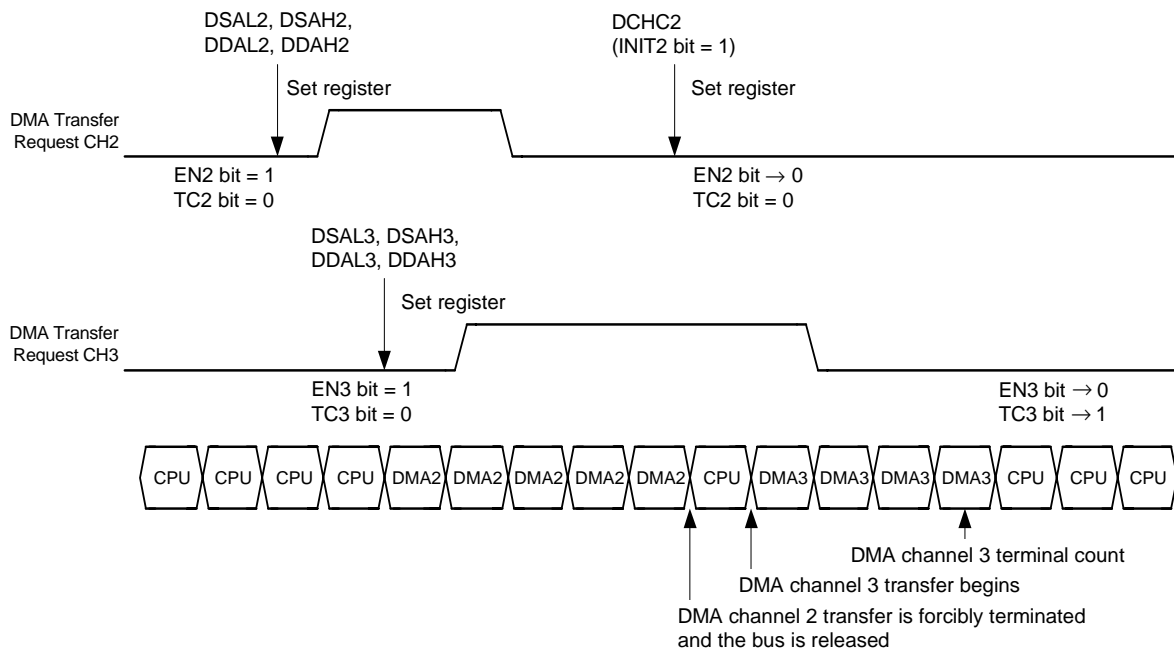 DSAL2, DSAH2,
DDAL2, DDAH2
DCHC2
(INIT2 bit = 1)
Set register
Set register
DMA Transfer
Request CH2
EN2 bit = 1
TC2 bit = 0
EN2 bit → 0
TC2 bit = 0
DSAL3, DSAH3,
DDAL3, DDAH3
Set register
DMA Transfer
Request CH3
EN3 bit = 1
TC3 bit = 0
EN3 bit → 0
TC3 bit → 1
CPU CPU CPU CPU DMA2 DMA2 DMA2 DMA2 DMA2 CPU DMA3 DMA3 DMA3 DMA3 CPU CPU CPU
DMA channel 3 terminal count
DMA channel 3 transfer begins
DMA channel 2 transfer is forcibly terminated
and the bus is released